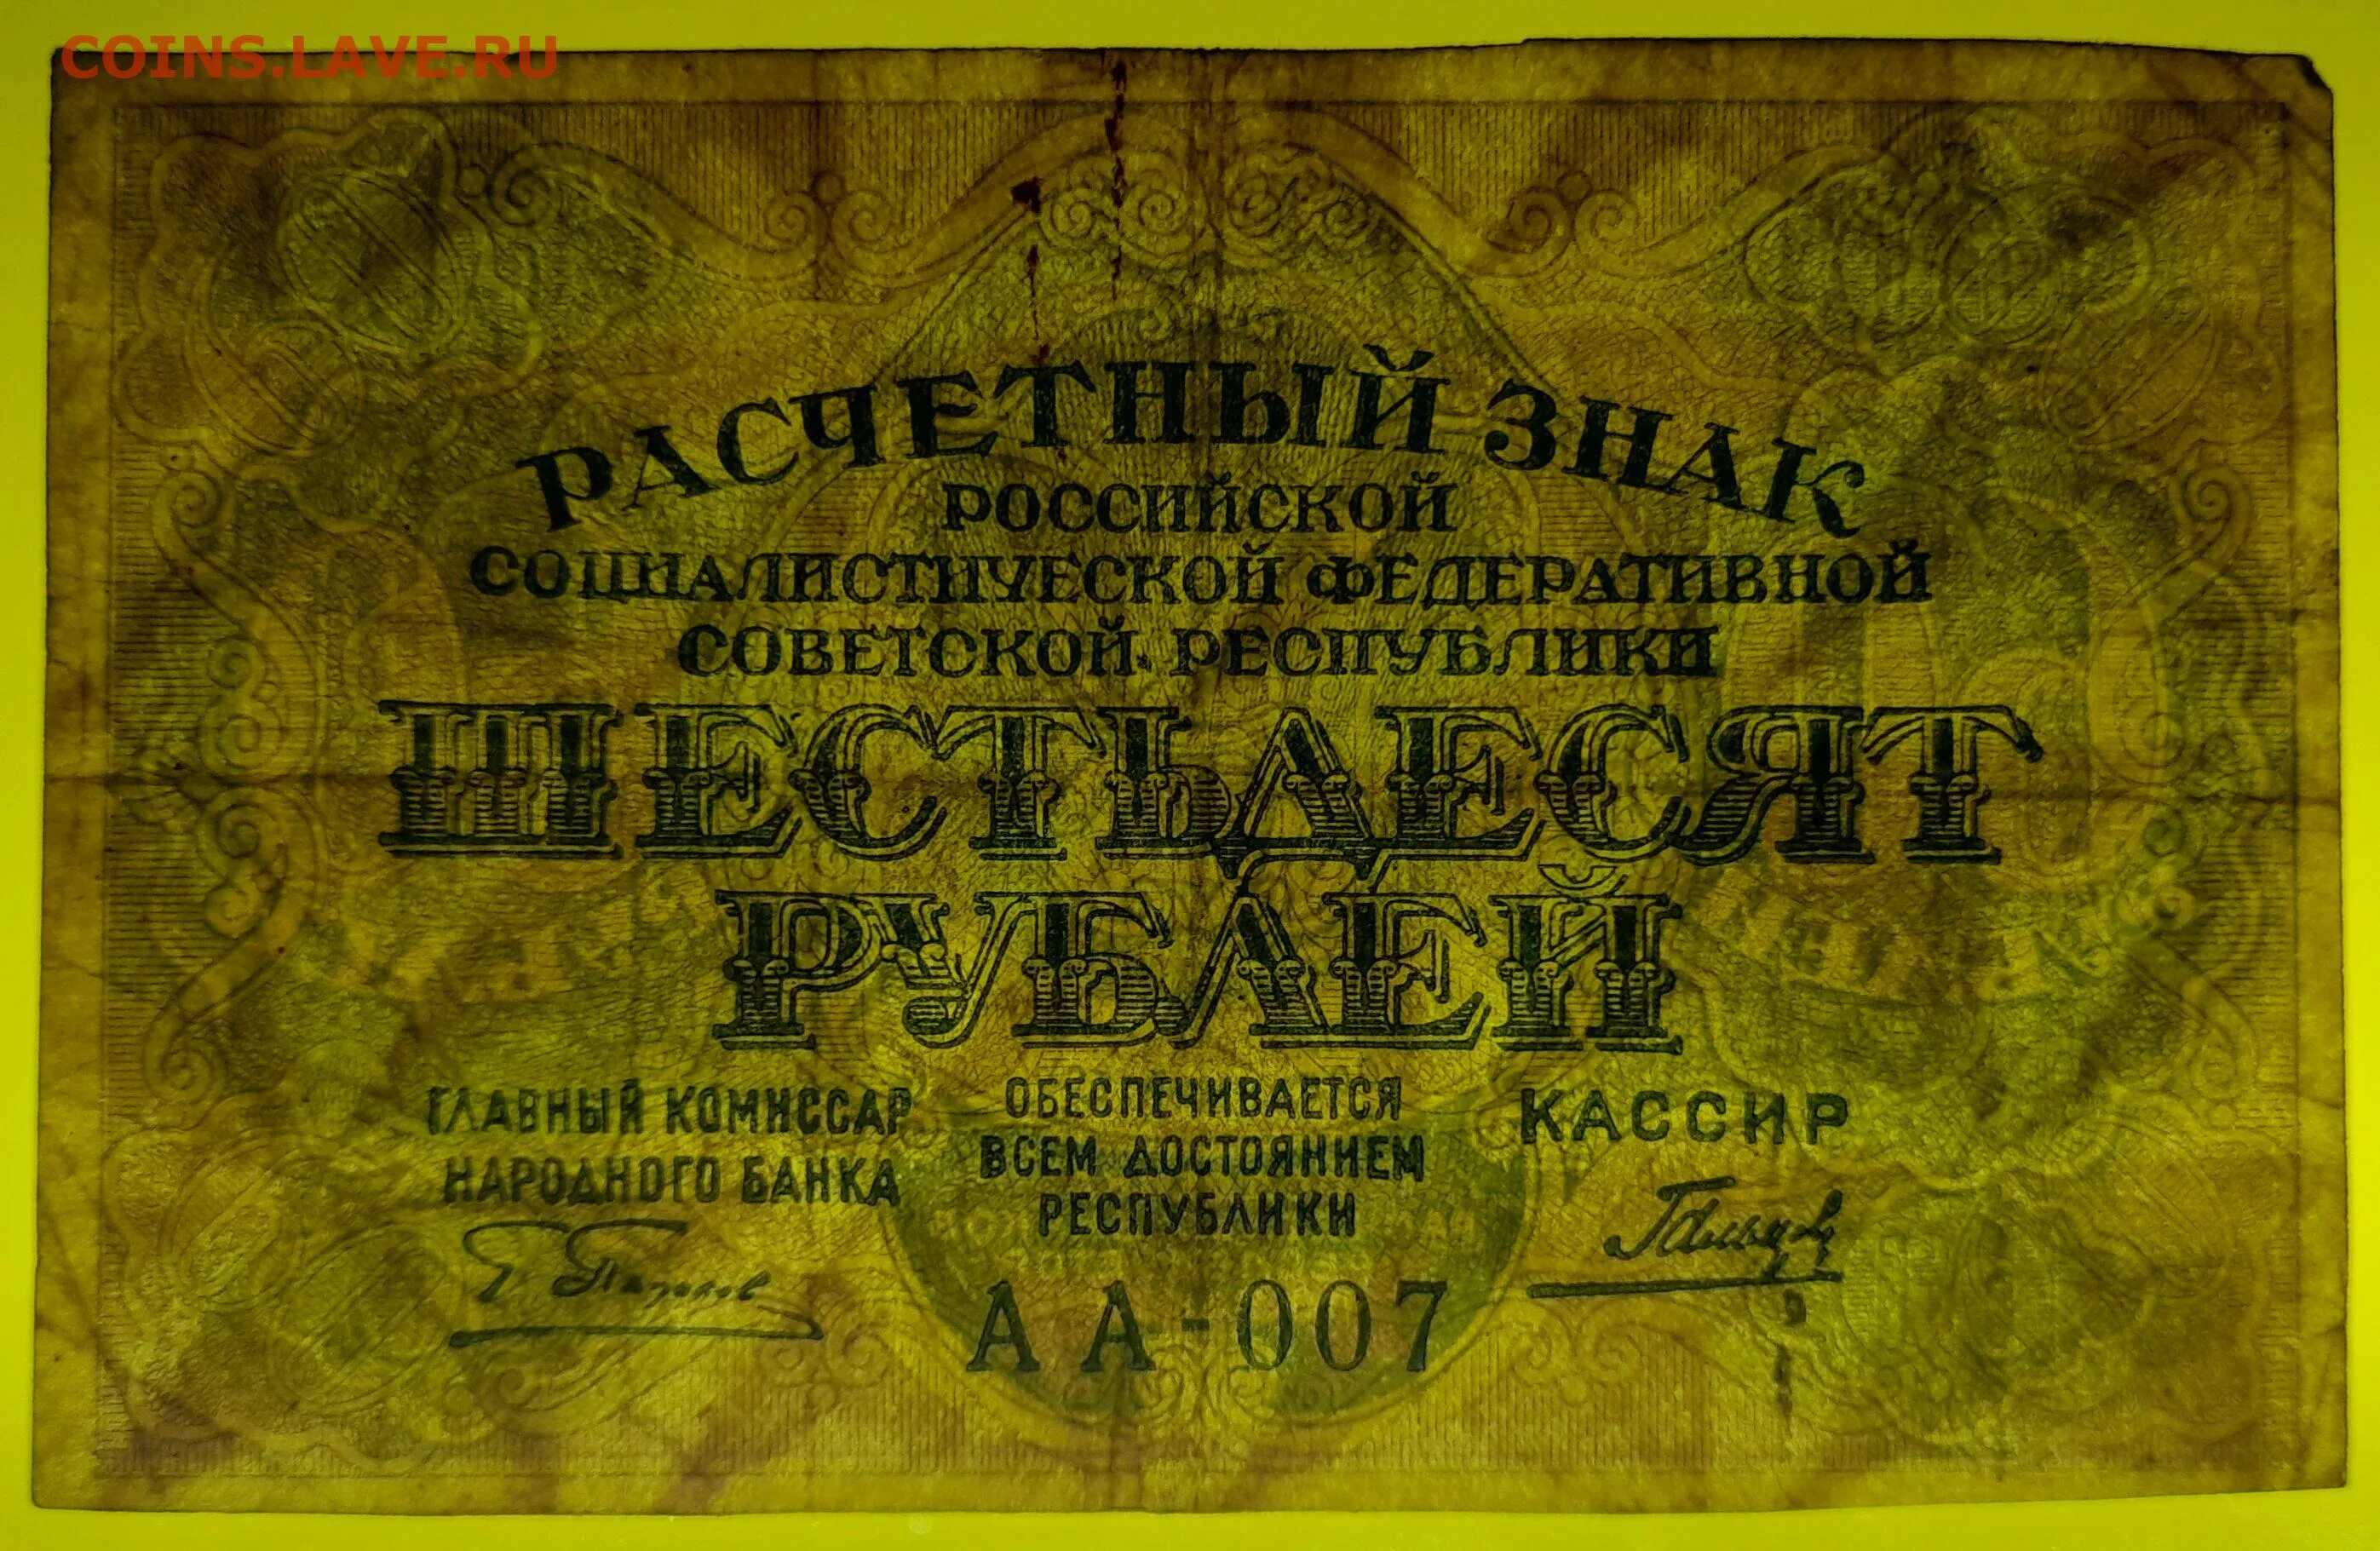 COINS.LAVE.RU
РАСЧЕТНЫЙ ЗНАК
РОССИЙСКОЙ
СОЦИАЛИСТИЧЕСКОЙ ФЕДЕРАТИВНОЙ
СОВЕТСКОЙ РЕСПУБЛИКИ
ШЕСТЬДЕСЯТ
РУБЛЕЙ
ГЛАВНЫЙ КОМИССАР
НАРОДНОГО БАНКА
ОБЕСПЕЧИВАЕТСЯ
ВСЕМ ДОСТОЯНИЕМ
РЕСПУБЛИКИ
АА-007
КАССИР